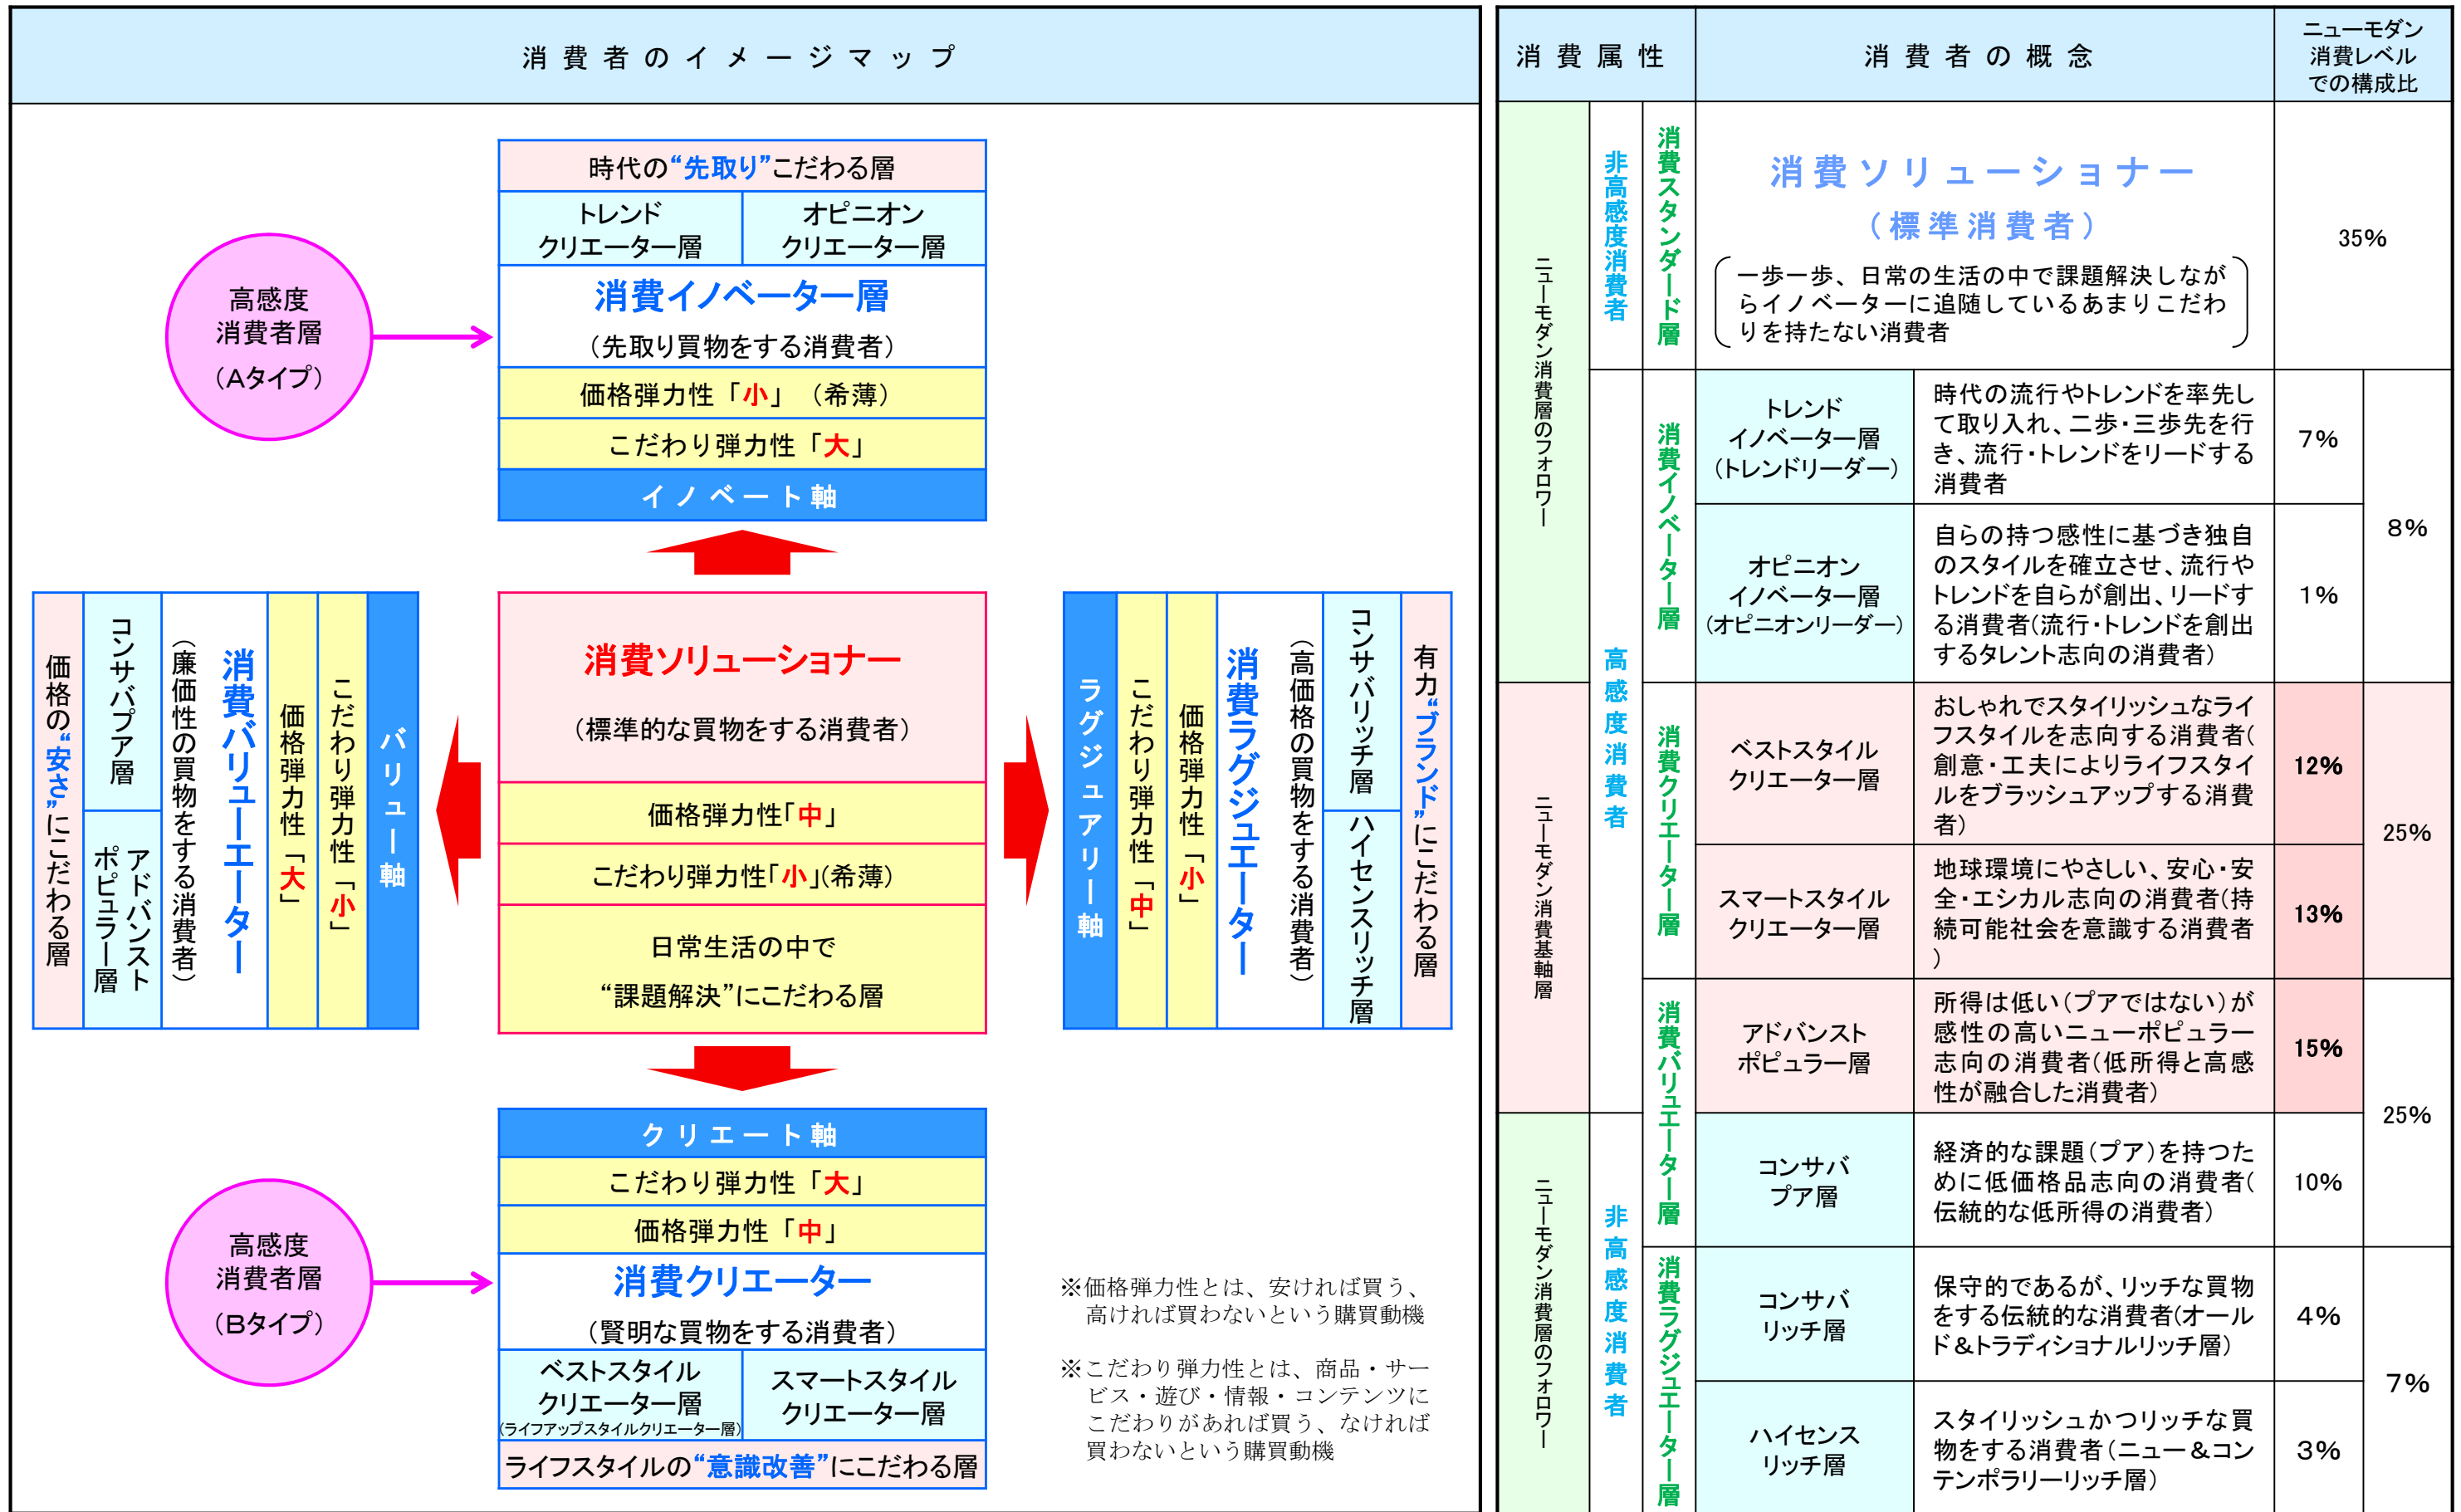 消費者のイメージマップ
時代の“先取り”こだわる層
トレンド
クリエーター層
オピニオン
クリエーター層
消費イノベーター層
（先取り買物をする消費者）
価格弾力性「小」（希薄）
こだわり弾力性「大」
イノベート軸
高感度
消費者層
（Ａタイプ）
価格の“安さ”にこだわる層
コンサバプア層
アドバンスト
ポピュラー層
消費バリューエーター
（廉価性の買物をする消費者）
価格弾力性「大」
こだわり弾力性「小」
バリュー軸
消費ソリューショナー
（標準的な買物をする消費者）
価格弾力性「中」
こだわり弾力性「小」（希薄）
日常生活の中で
“課題解決”にこだわる層
ラグジュアリー軸
こだわり弾力性「中」
価格弾力性「小」
消費ラグジュエーター
（高価格の買物をする消費者）
コンサバリッチ層
ハイセンスリッチ層
有力“ブランド”にこだわる層
クリエート軸
こだわり弾力性「大」
価格弾力性「中」
消費クリエーター
（賢明な買物をする消費者）
ベストスタイル
クリエーター層
（ライフアップスタイルクリエーター層）
スマートスタイル
クリエーター層
ライフスタイルの“意識改善”にこだわる層
高感度
消費者層
（Ｂタイプ）
※価格弾力性とは、安ければ買う、
高ければ買わないという購買動機
※こだわり弾力性とは、商品・サー
ビス・遊び・情報・コンテンツに
こだわりがあれば買う、なければ
買わないという購買動機
消費属性
消費者の概念
ニューモダン
消費レベル
での構成比
ニューモダン消費層のフォロワー
非高感度消費者
消費スタンダード層
消費ソリューショナー
（標準消費者）
一歩一歩、日常の生活の中で課題解決しなが
らイノベーターに追随しているあまりこだわ
りを持たない消費者
35%
高感度消費者
消費イノベーター層
トレンド
イノベーター層
（トレンドリーダー）
時代の流行やトレンドを率先し
て取り入れ、二歩・三歩先を行
き、流行・トレンドをリードする
消費者
7%
8%
オピニオン
イノベーター層
（オピニオンリーダー）
自らの持つ感性に基づき独自
のスタイルを確立させ、流行や
トレンドを自らが創出、リードす
る消費者（流行・トレンドを創出
するタレント志向の消費者）
1%
ニューモダン消費基軸層
消費クリエーター層
ベストスタイル
クリエーター層
おしゃれでスタイリッシュなライ
フスタイルを志向する消費者（
創意・工夫によりライフスタイ
ルをブラッシュアップする消費
者）
12%
25%
スマートスタイル
クリエーター層
地球環境にやさしい、安心・安
全・エシカル志向の消費者（持
続可能社会を意識する消費者
）
13%
消費バリュエーター層
アドバンスト
ポピュラー層
所得は低い（プアではない）が
感性の高いニューポピュラー
志向の消費者（低所得と高感
性が融合した消費者）
15%
25%
ニューモダン消費層のフォロワー
非高感度消費者
コンサバ
プア層
経済的な課題（プア）を持つた
めに低価格品志向の消費者（
伝統的な低所得の消費者）
10%
消費ラグジュエーター層
コンサバ
リッチ層
保守的であるが、リッチな買物
をする伝統的な消費者（オール
ド＆トラディショナルリッチ層）
4%
7%
ハイセンス
リッチ層
スタイリッシュかつリッチな買
物をする消費者（ニュー＆コン
テンポラリーリッチ層）
3%